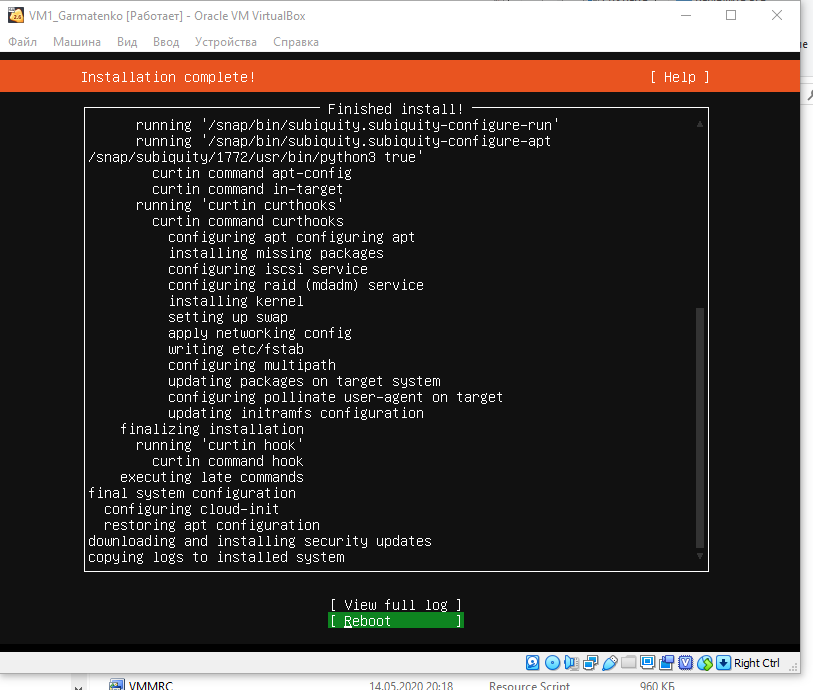 VM1_Garmatenko [Работает] - Oracle VM VirtualBox
Файл Машина Вид Ввод Устройства Справка
Installation complete! [ Help ]
Finished install!
running '/snap/bin/subiquity.subiquity-configure-run'
running '/snap/bin/subiquity.subiquity-configure-apt
/snap/subiquity/1772/usr/bin/python3 true'
curtin command apt-config
curtin command in-target
running 'curtin curthooks'
curtin command curthooks
configuring apt configuring apt
installing missing packages
configuring iscsi service
configuring raid (mdadm) service
installing kernel
setting up swap
apply networking config
writing etc/fstab
configuring multipath
updating packages on target system
configuring pollinate user-agent on target
updating initramfs configuration
finalizing installation
running 'curtin hook'
curtin command hook
executing late commands
final system configuration
configuring cloud-init
restoring apt configuration
downloading and installing security updates
copying logs to installed system
[ View full log ]
[ Reboot ]
Right Ctrl
VMMRC 14.05.2020 20:18 Resource Script 960 КБ